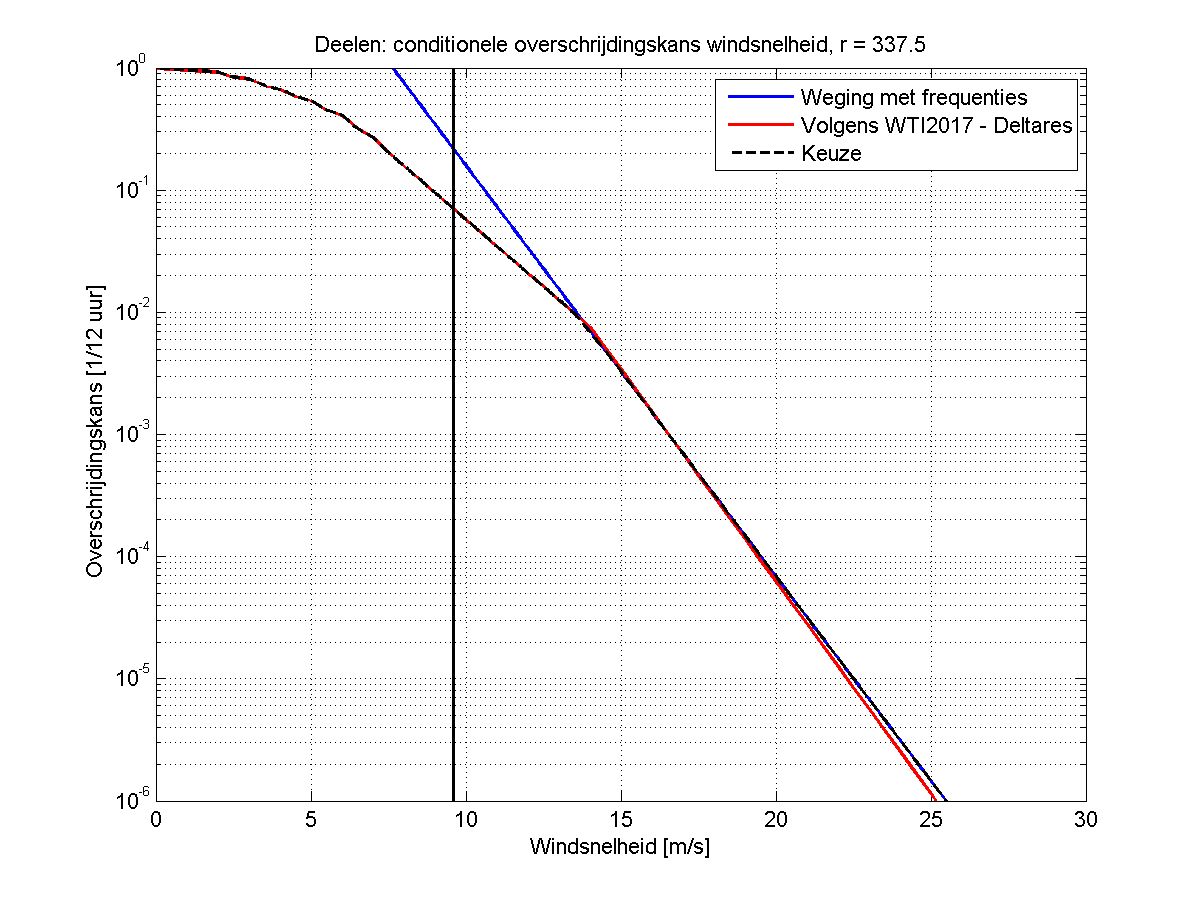 Deelen: conditionele overschrijdingskans windsnelheid, r = 337.5
Weging met frequenties
Volgens WTI2017 - Deltares
Keuze
Overschrijdingskans [1/12 uur]
10^0
10^-1
10^-2
10^-3
10^-4
10^-5
10^-6
0 5 10 15 20 25 30
Windsnelheid [m/s]